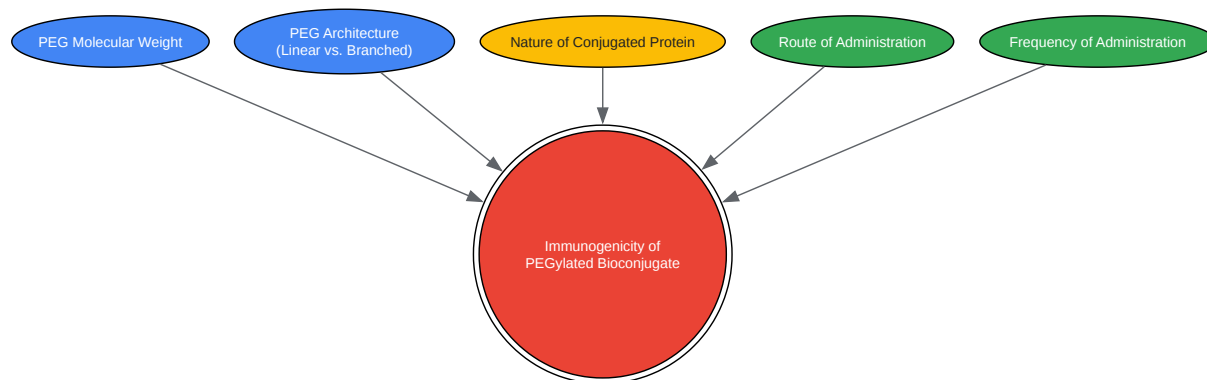 PEG Molecular Weight
PEG Architecture
(Linear vs. Branched)
Nature of Conjugated Protein
Route of Administration
Frequency of Administration
Immunogenicity of
PEGylated Bioconjugate